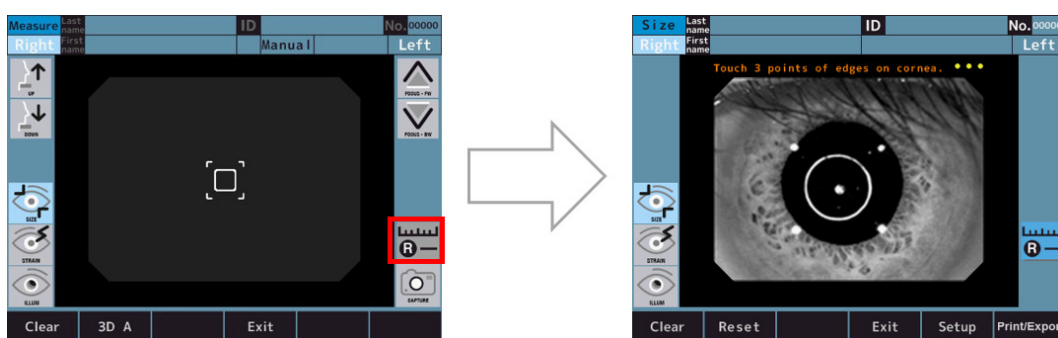 Measure Last name ID No. 00000
Right First name Manual Left
UP
DOWN
FOCUS・FW
FOCUS・BW
SIZE
R
STRAIN
ILLUM
CAPTURE
Clear 3D A Exit
Size Last name ID No. 0000
Right First name Left
Touch 3 points of edges on cornea.
SIZE
R
STRAIN
ILLUM
Clear Reset Exit Setup Print/Expor